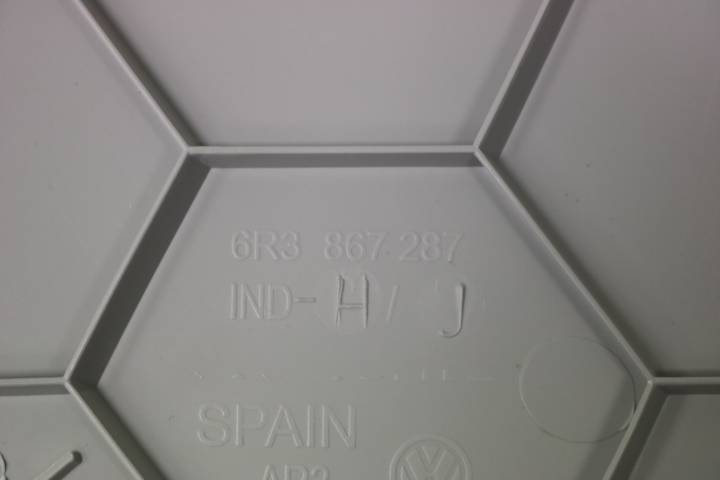 6R3 867 287
IND-H/ J
SPAIN